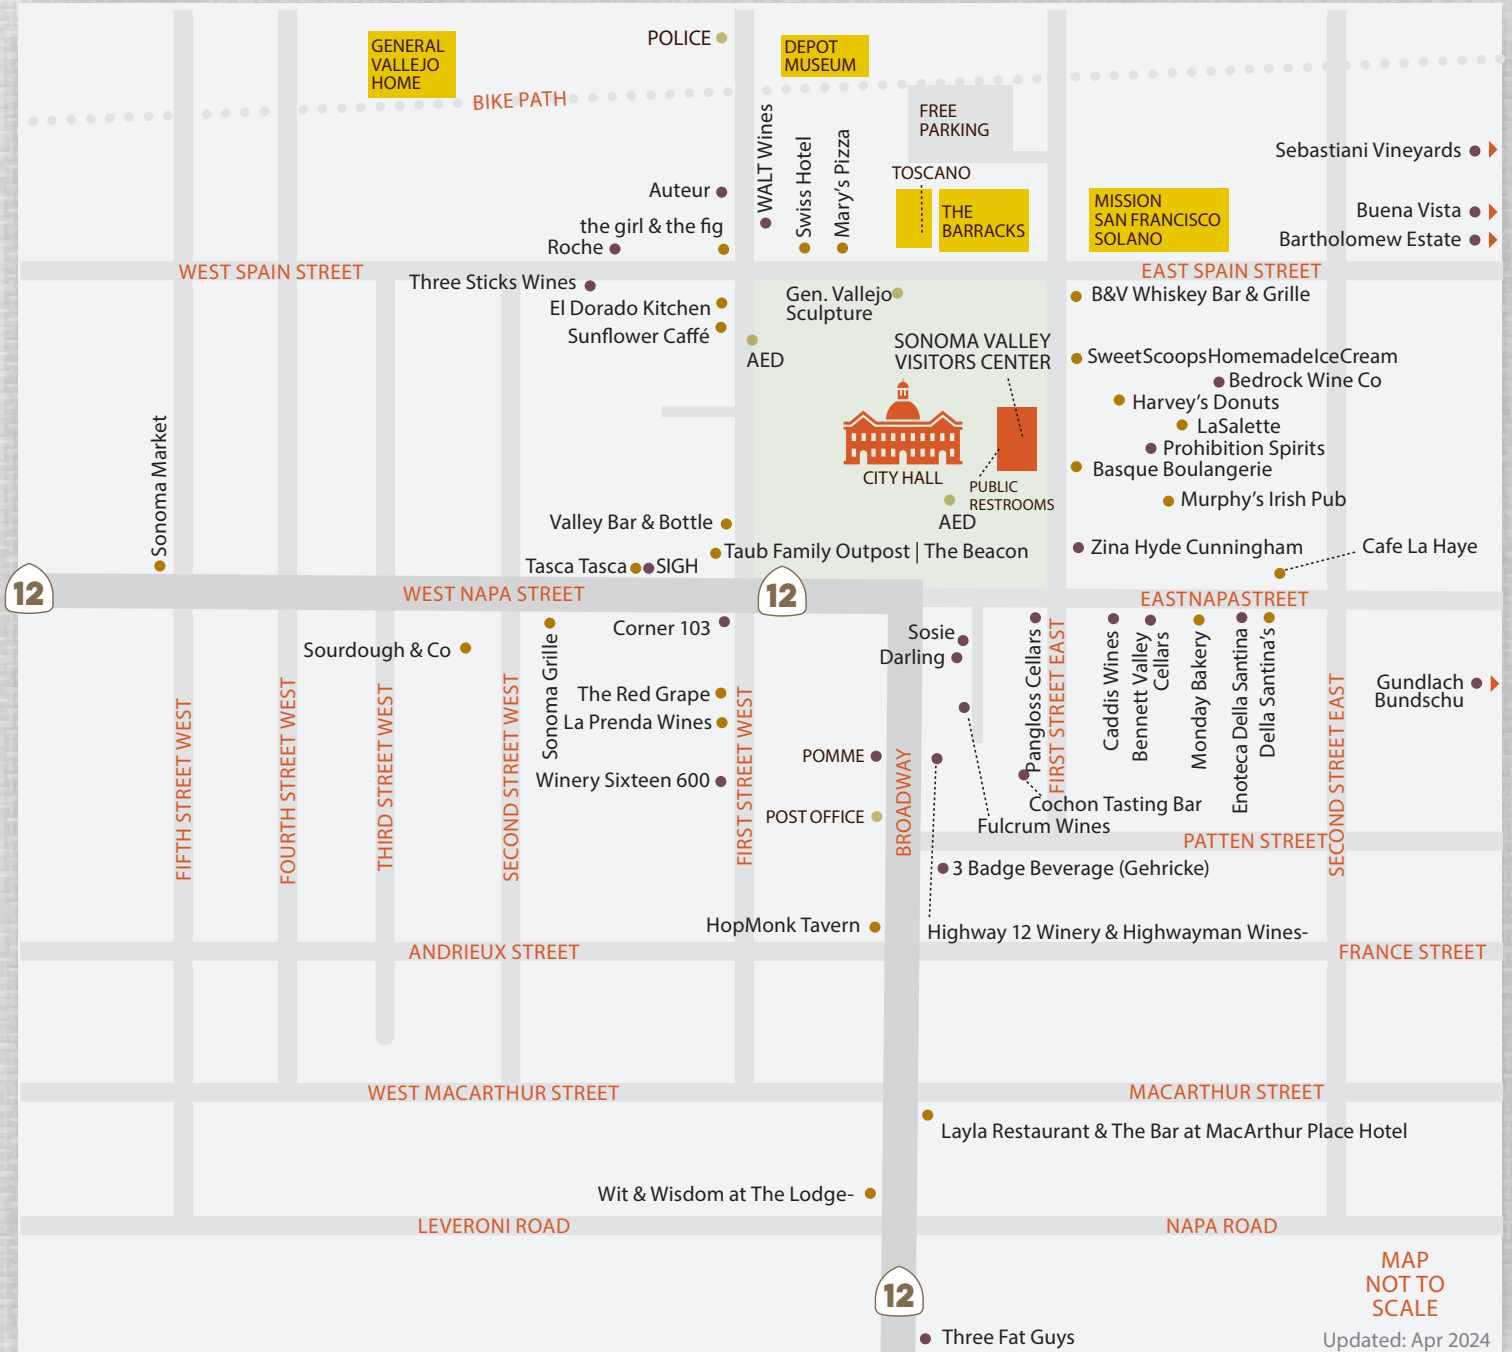 POLICE
GENERAL
VALLEJO
HOME
DEPOT
MUSEUM
BIKE PATH
FREE
PARKING
WALT Wines
Swiss Hotel
Mary's Pizza
Sebastiani Vineyards
TOSCANO
Auteur
THE
BARRACKS
MISSION
SAN FRANCISCO
SOLANO
Buena Vista
the girl & the fig
Roche
Bartholomew Estate
WEST SPAIN STREET
EAST SPAIN STREET
Three Sticks Wines
Gen. Vallejo
Sculpture
B&V Whiskey Bar & Grille
El Dorado Kitchen
Sunflower Caffé
AED
SONOMA VALLEY
VISITORS CENTER
SweetScoopsHomemadeIceCream
Bedrock Wine Co
Harvey's Donuts
LaSalette
Prohibition Spirits
Basque Boulangerie
CITY HALL
PUBLIC
RESTROOMS
Murphy's Irish Pub
AED
Sonoma Market
Valley Bar & Bottle
Taub Family Outpost | The Beacon
Zina Hyde Cunningham
Cafe La Haye
Tasca Tasca
SIGH
12
WEST NAPA STREET
12
EASTNAPASTREET
Corner 103
Sourdough & Co
Sonoma Grille
Sosie
Darling
Pangloss Cellars
FIRST STREET EAST
Caddis Wines
Bennett Valley
Cellars
Monday Bakery
Enoteca Della Santina
Della Santina's
Gundlach
Bundschu
The Red Grape
La Prenda Wines
FIFTH STREET WEST
FOURTH STREET WEST
THIRD STREET WEST
SECOND STREET WEST
FIRST STREET WEST
BROADWAY
SECOND STREET EAST
POMME
Winery Sixteen 600
Cochon Tasting Bar
POST OFFICE
Fulcrum Wines
PATTEN STREET
3 Badge Beverage (Gehricke)
HopMonk Tavern
Highway 12 Winery & Highwayman Wines-
ANDRIEUX STREET
FRANCE STREET
WEST MACARTHUR STREET
MACARTHUR STREET
Layla Restaurant & The Bar at MacArthur Place Hotel
Wit & Wisdom at The Lodge-
LEVERONI ROAD
NAPA ROAD
MAP
NOT TO
SCALE
12
Three Fat Guys
Updated: Apr 2024